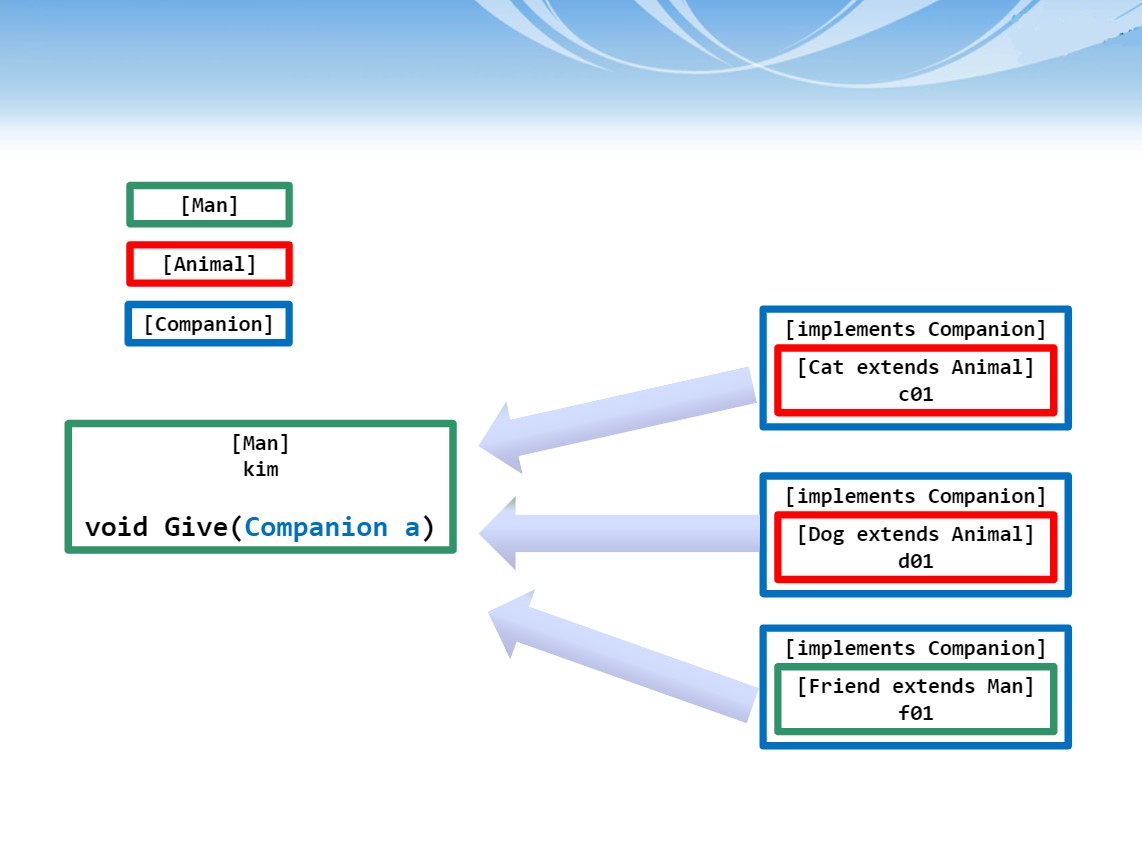 [Man]
[Animal]
[Companion]
[Man]
kim
void Give(Companion a)
[implements Companion]
[Cat extends Animal]
c01
[implements Companion]
[Dog extends Animal]
d01
[implements Companion]
[Friend extends Man]
f01